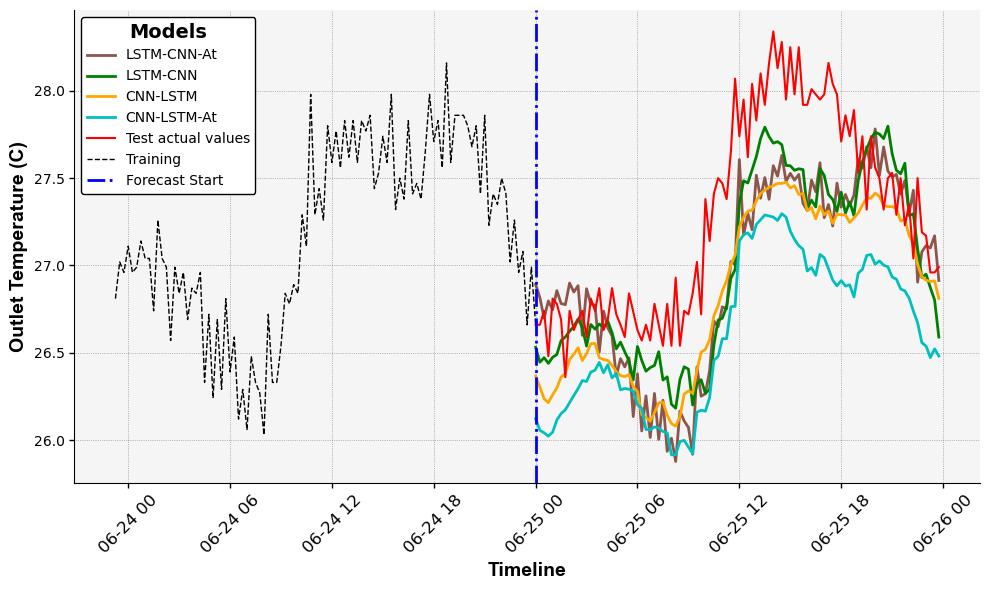 Models
LSTM-CNN-At
LSTM-CNN
CNN-LSTM
CNN-LSTM-At
Test actual values
Training
Forecast Start
Outlet Temperature (C)
28.0
27.5
27.0
26.5
26.0
06-24 00
06-24 06
06-24 12
06-24 18
06-25 00
06-25 06
06-25 12
06-25 18
06-26 00
Timeline